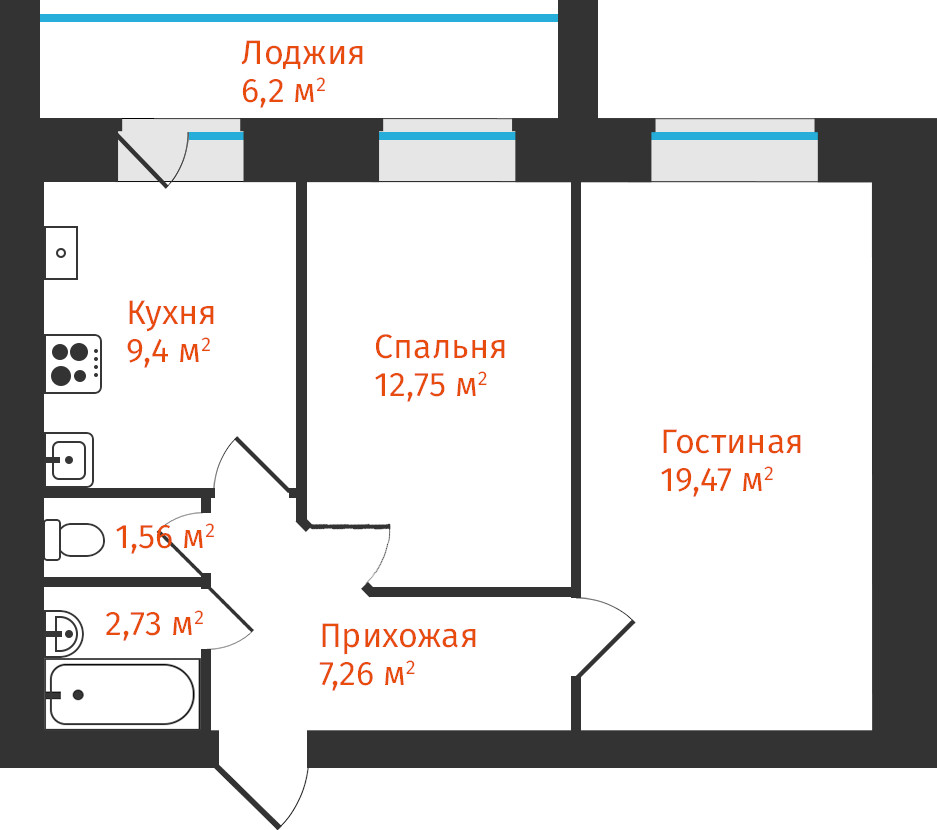 Лоджия
6,2 м²
Кухня
9,4 м²
Спальня
12,75 м²
Гостиная
19,47 м²
1,56 м²
2,73 м²
Прихожая
7,26 м²